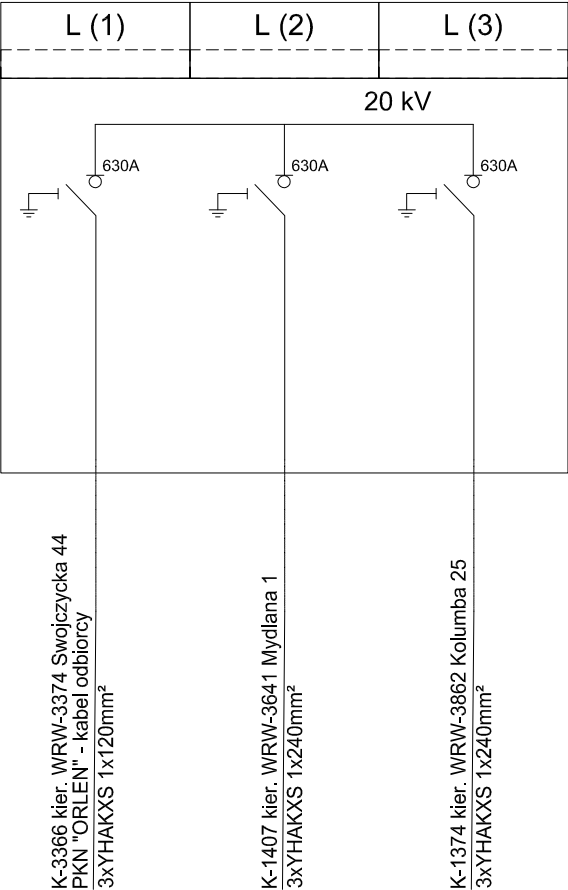 L (1)
L (2)
L (3)
20 kV
630A
630A
630A
K-3366 kier. WRW-3374 Swojczycka 44
PKN "ORLEN" - kabel odbiorcy
3xYHAKXS 1x120mm²
K-1407 kier. WRW-3641 Mydlana 1
3xYHAKXS 1x240mm²
K-1374 kier. WRW-3862 Kolumba 25
3xYHAKXS 1x240mm²